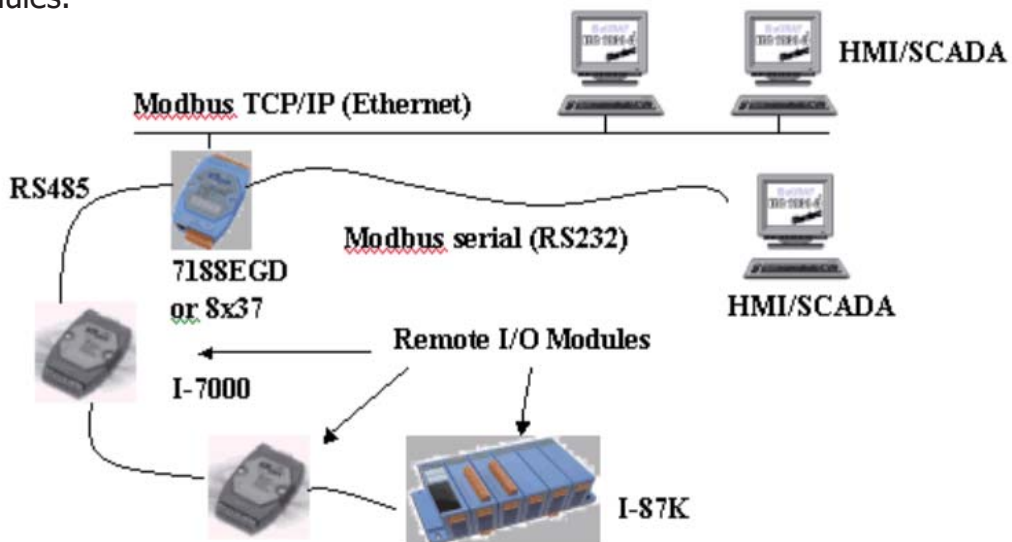 dules.
HMI/SCADA
Modbus TCP/IP (Ethernet)
RS485
Modbus serial (RS232)
7188EGD
or 8x37
HMI/SCADA
Remote I/O Modules
I-7000
I-87K